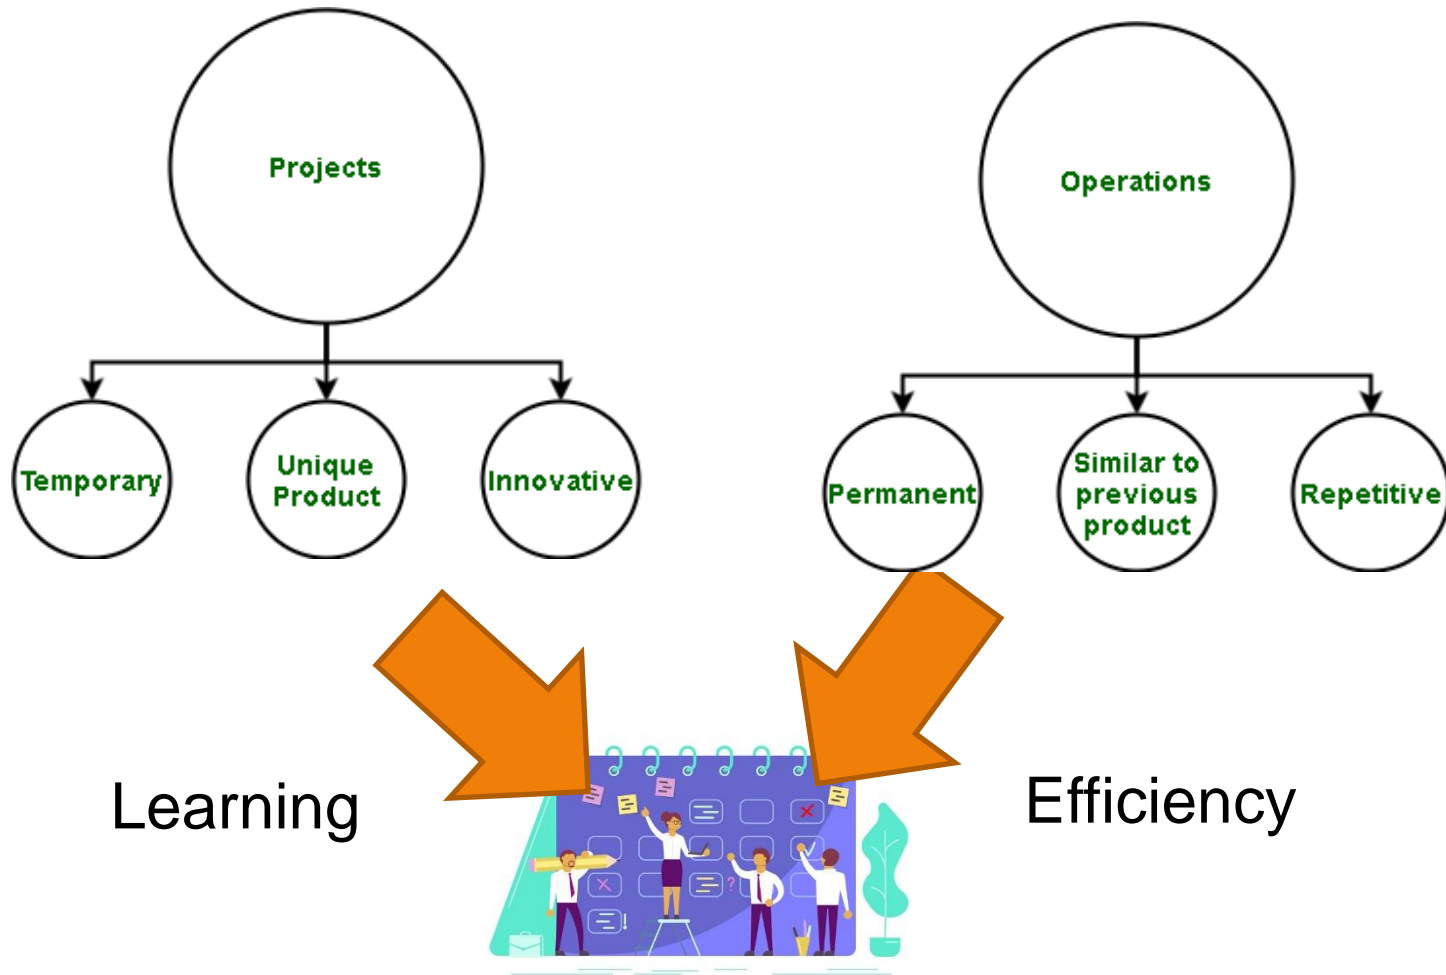 Projects
Operations
Temporary
Unique
Product
Innovative
Permanent
Similar to
previous
product
Repetitive
Learning
Efficiency
?
!